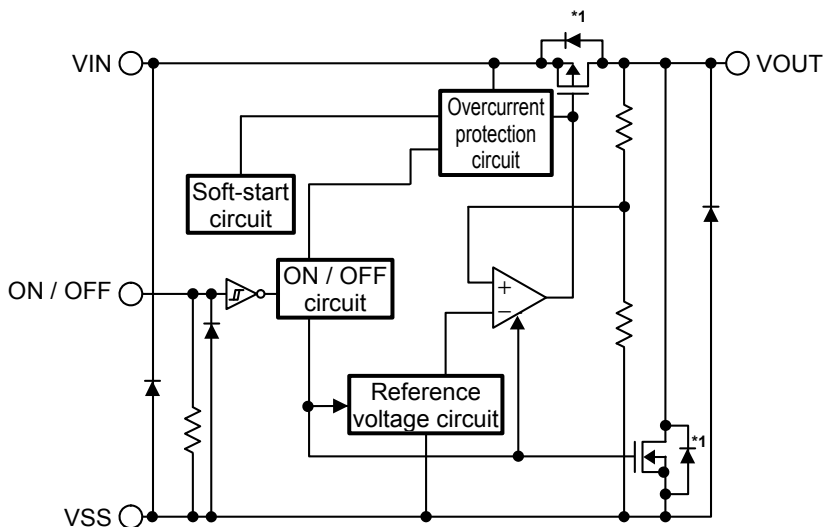 *1
VIN
VOUT
Overcurrent
protection
circuit
Soft-start
circuit
ON / OFF
ON / OFF
circuit
+
−
Reference
voltage circuit
*1
VSS